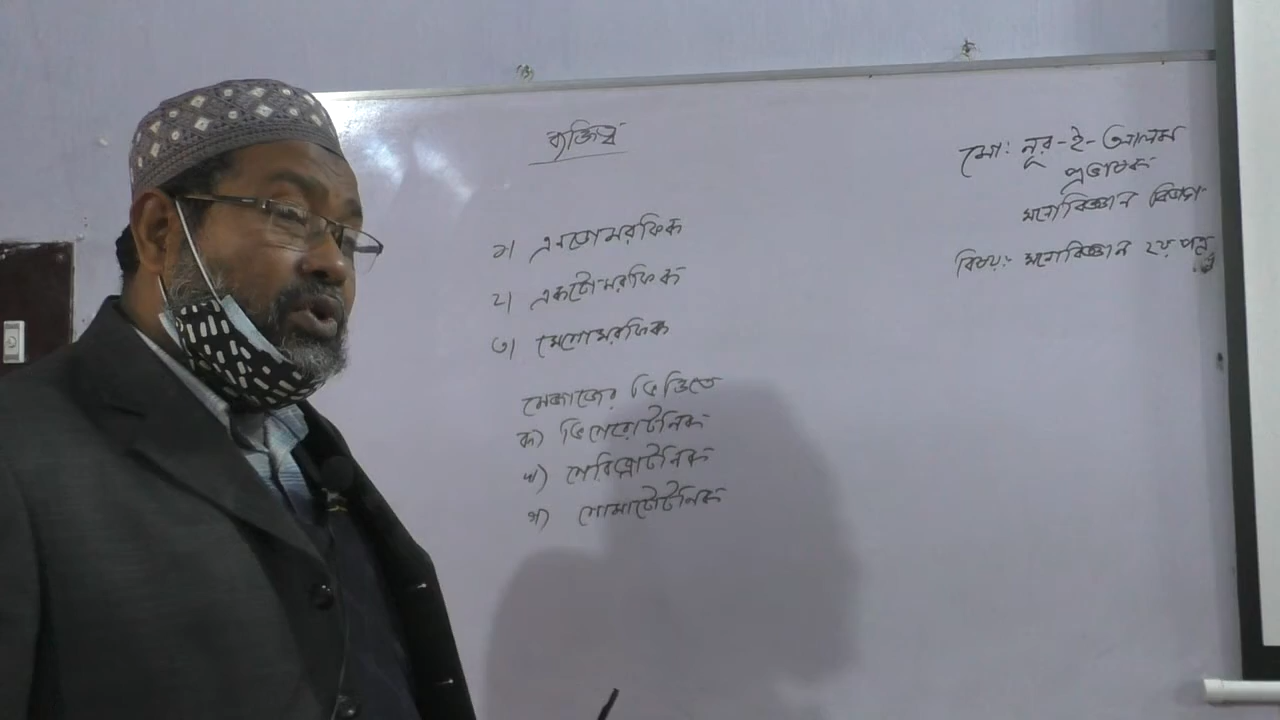 ব্যক্তিত্ব
১) এনডোমরফিক
২) একটোমরফিক
৩) মেসোমরফিক
মেজাজের ভিত্তিতে
ক) ভিসেরোটনিক
খ) সেরিব্রোটনিক
গ) সোমাটোটনিক
মো: নূর-ই-আলম
প্রভাষক
মনোবিজ্ঞান বিভাগ
বিষয়:- মনোবিজ্ঞান ২য় পত্র